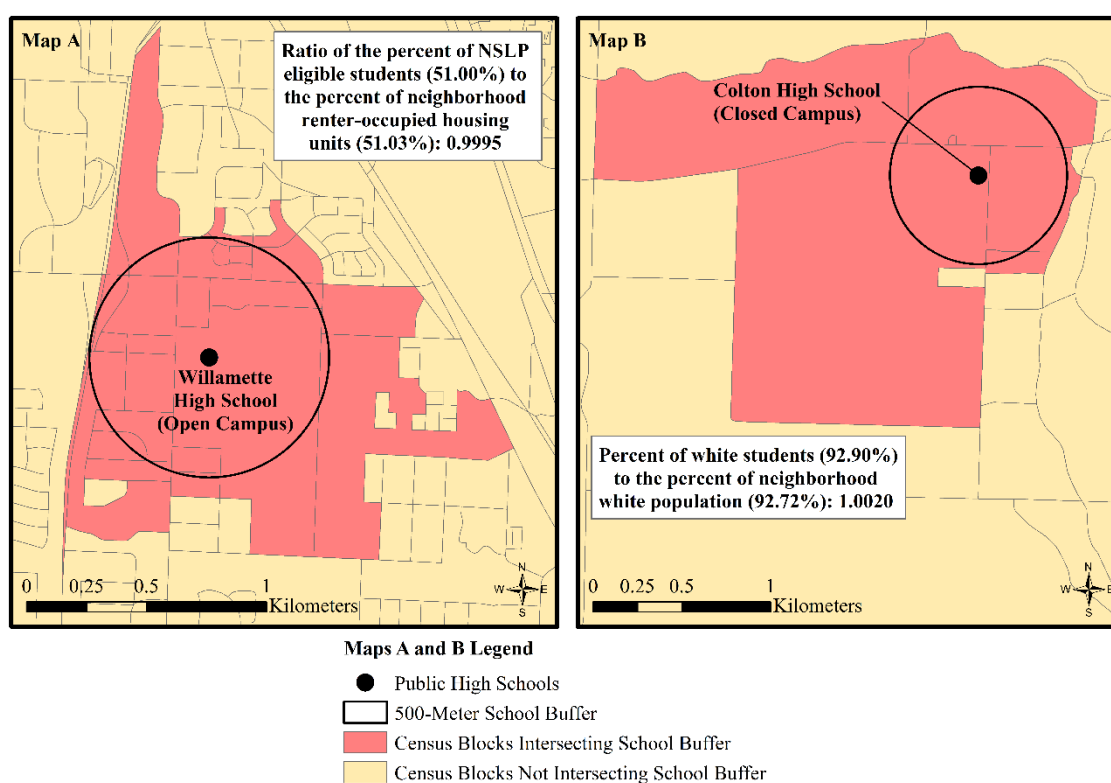 Map A
Ratio of the percent of NSLP
eligible students (51.00%) to
the percent of neighborhood
renter-occupied housing
units (51.03%): 0.9995
Willamette
High School
(Open Campus)
0 0.25 0.5 1
Kilometers
N
W E
S
Map B
Colton High School
(Closed Campus)
Percent of white students (92.90%)
to the percent of neighborhood
white population (92.72%): 1.0020
0 0.25 0.5 1
Kilometers
N
W E
S
Maps A and B Legend
Public High Schools
500-Meter School Buffer
Census Blocks Intersecting School Buffer
Census Blocks Not Intersecting School Buffer